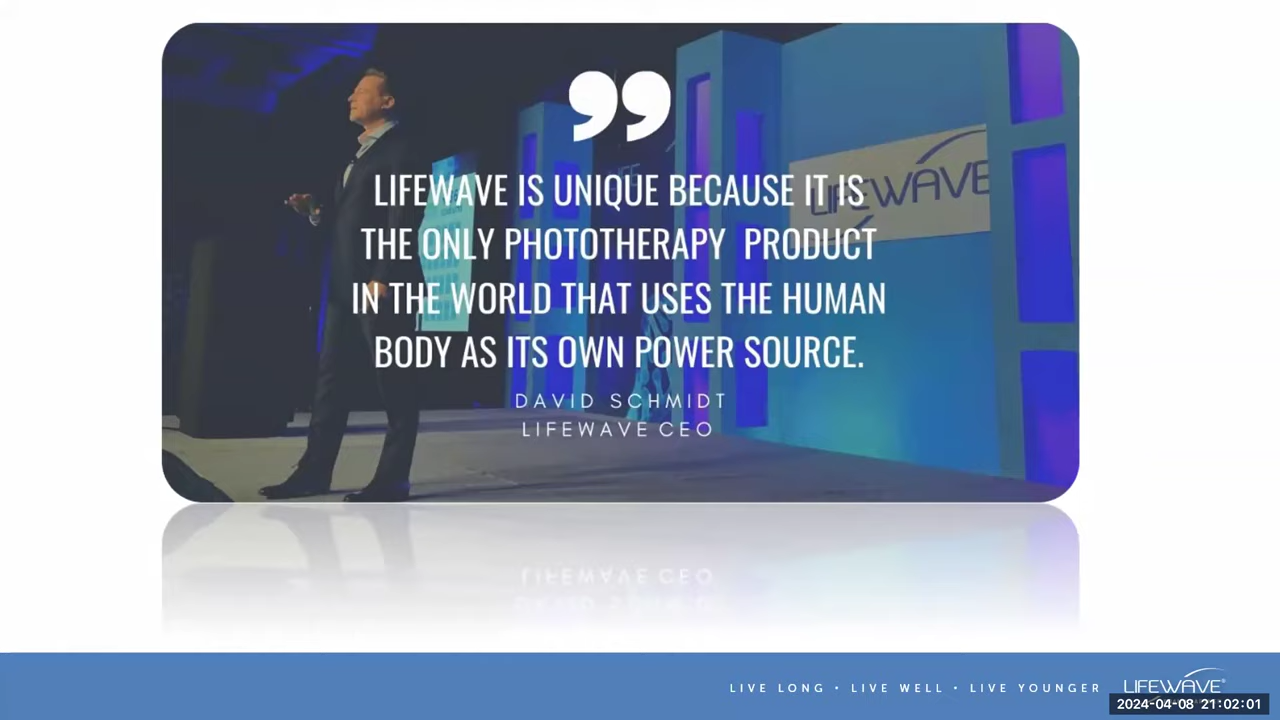 LIFEWAVE IS UNIQUE BECAUSE IT IS
THE ONLY PHOTOTHERAPY PRODUCT
IN THE WORLD THAT USES THE HUMAN
BODY AS ITS OWN POWER SOURCE.
DAVID SCHMIDT
LIFEWAVE CEO
LIFEWAVE
LIVE LONG • LIVE WELL • LIVE YOUNGER
LIFEWAVE®
2024-04-08 21:02:01